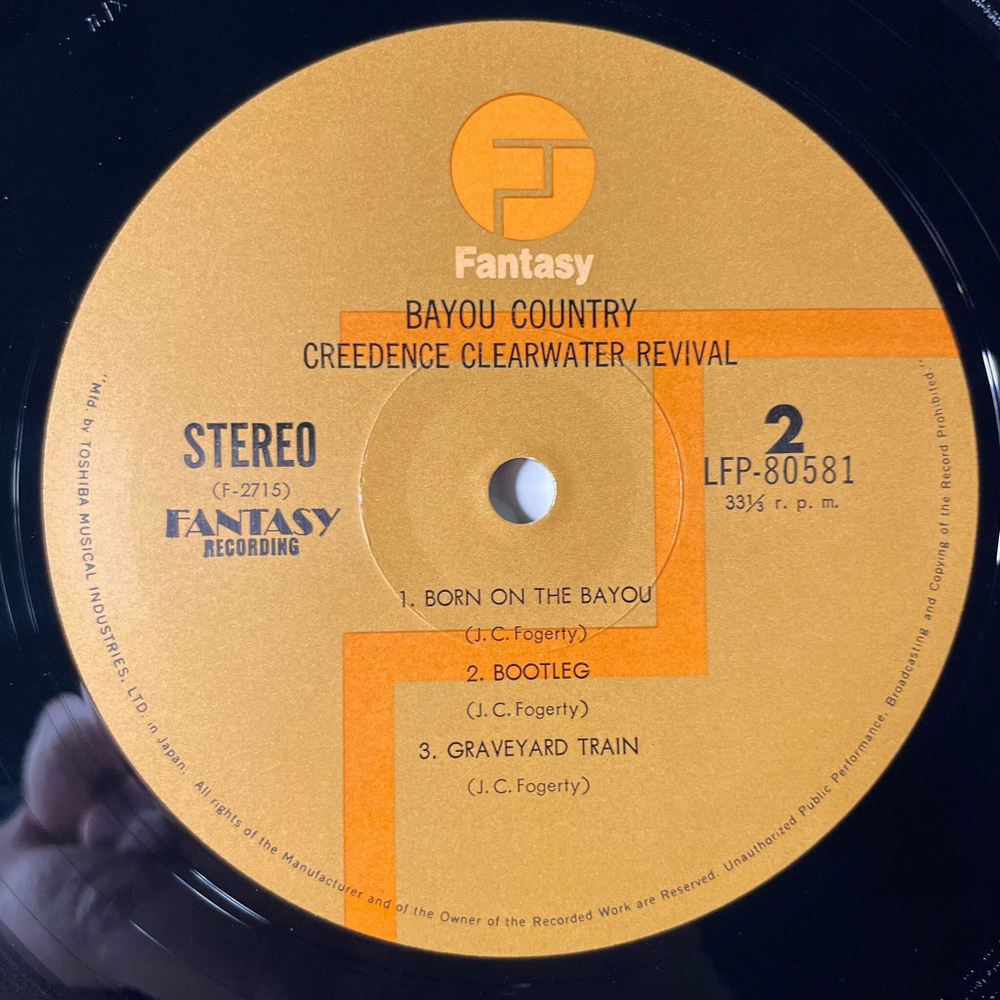 Fantasy
BAYOU COUNTRY
CREEDENCE CLEARWATER REVIVAL
STEREO
(F-2715)
FANTASY
RECORDING
2
LFP-80581
33⅓ r. p. m.
1. BORN ON THE BAYOU
(J. C. Fogerty)
2. BOOTLEG
(J. C. Fogerty)
3. GRAVEYARD TRAIN
(J. C. Fogerty)
"Mfd. by TOSHIBA MUSICAL INDUSTRIES, LTD. in Japan. All rights of the Manufacturer and of the Owner of the Recorded Work are Reserved. Unauthorized Public Performance, Broadcasting and Copying of the Record Prohibited."